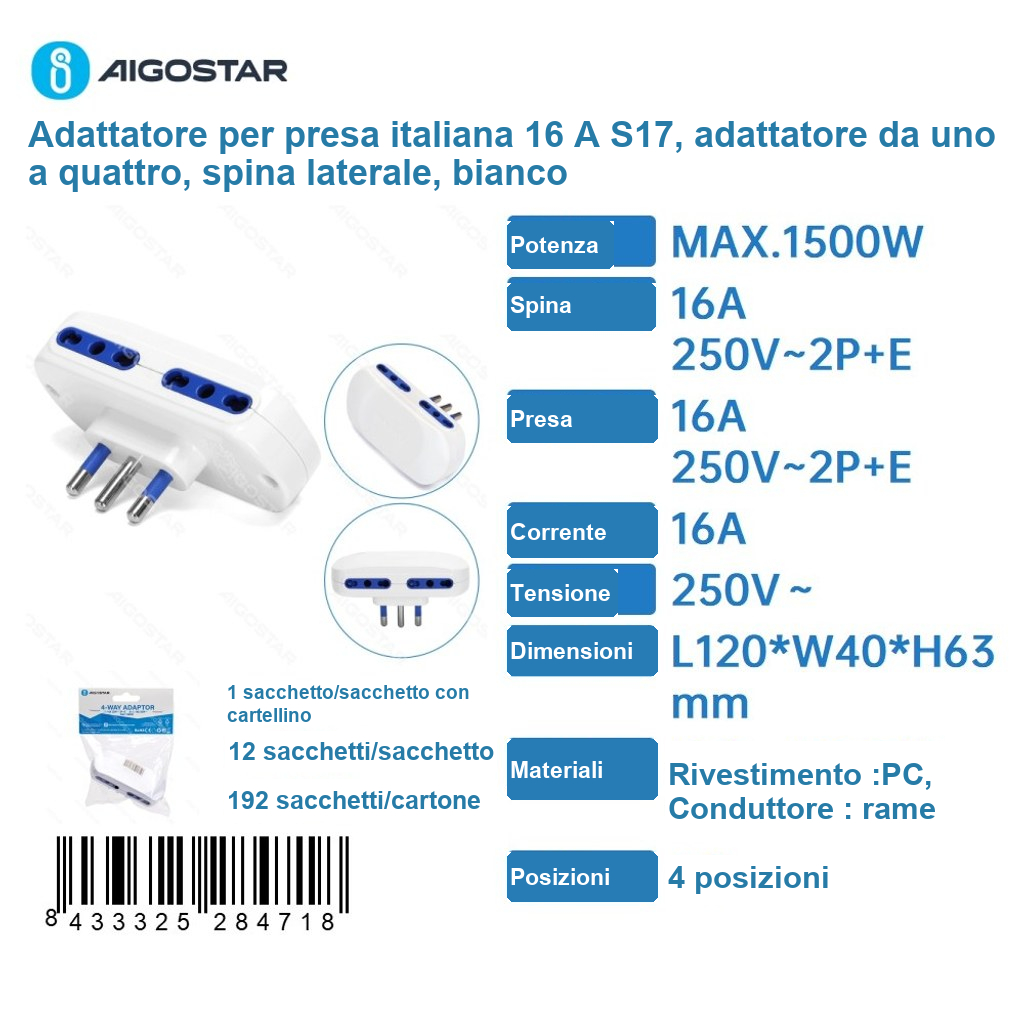 AIGOSTAR
Adattatore per presa italiana 16 A S17, adattatore da uno
a quattro, spina laterale, bianco
Potenza MAX.1500W
Spina 16A
250V~2P+E
Presa 16A
250V~2P+E
Corrente 16A
Tensione 250V~
Dimensioni L120*W40*H63
mm
Materiali Rivestimento :PC,
Conduttore : rame
Posizioni 4 posizioni
AIGOSTAR
4-WAY ADAPTOR
1 sacchetto/sacchetto con
cartellino
12 sacchetti/sacchetto
192 sacchetti/cartone
8 433325 284718